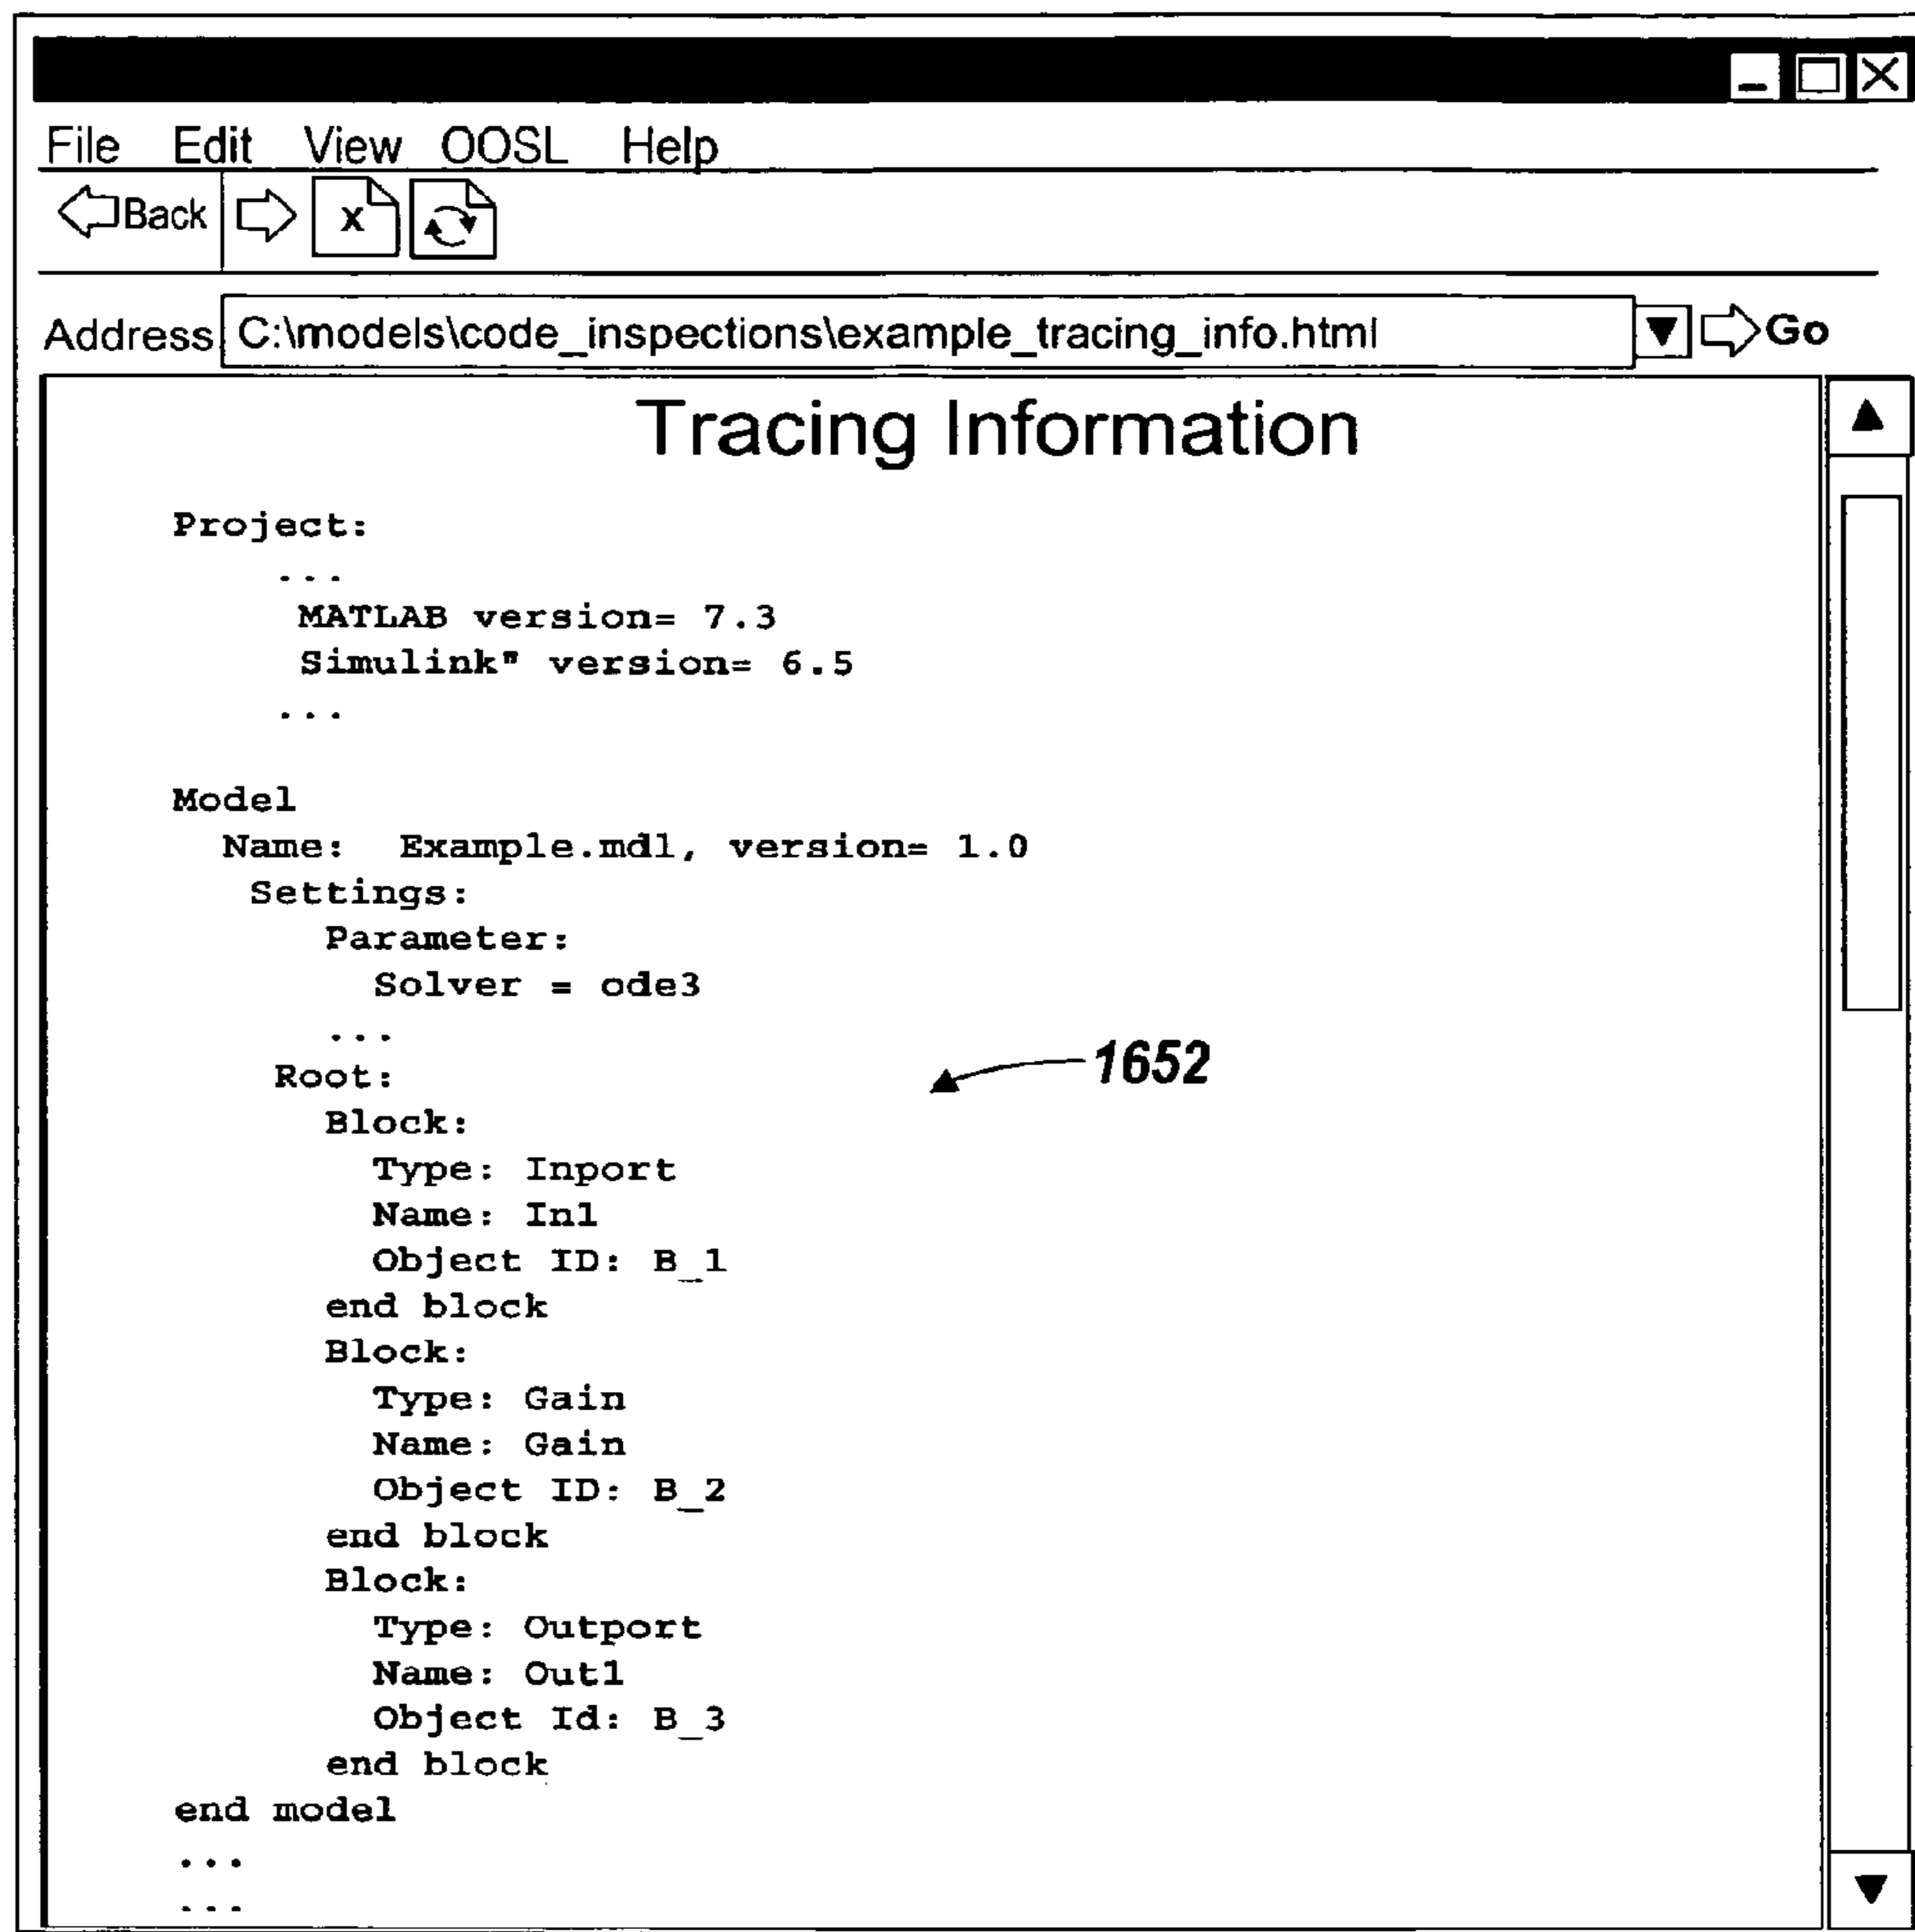 File Edit View OOSL Help
Back x
Address C:\models\code_inspections\example_tracing_info.html Go
Tracing Information
Project:
...
MATLAB version= 7.3
Simulink" version= 6.5
...
Model
Name: Example.mdl, version= 1.0
Settings:
Parameter:
Solver = ode3
...
1652
Root:
Block:
Type: Inport
Name: In1
Object ID: B_1
end block
Block:
Type: Gain
Name: Gain
Object ID: B_2
end block
Block:
Type: Outport
Name: Out1
Object Id: B_3
end block
end model
...
...